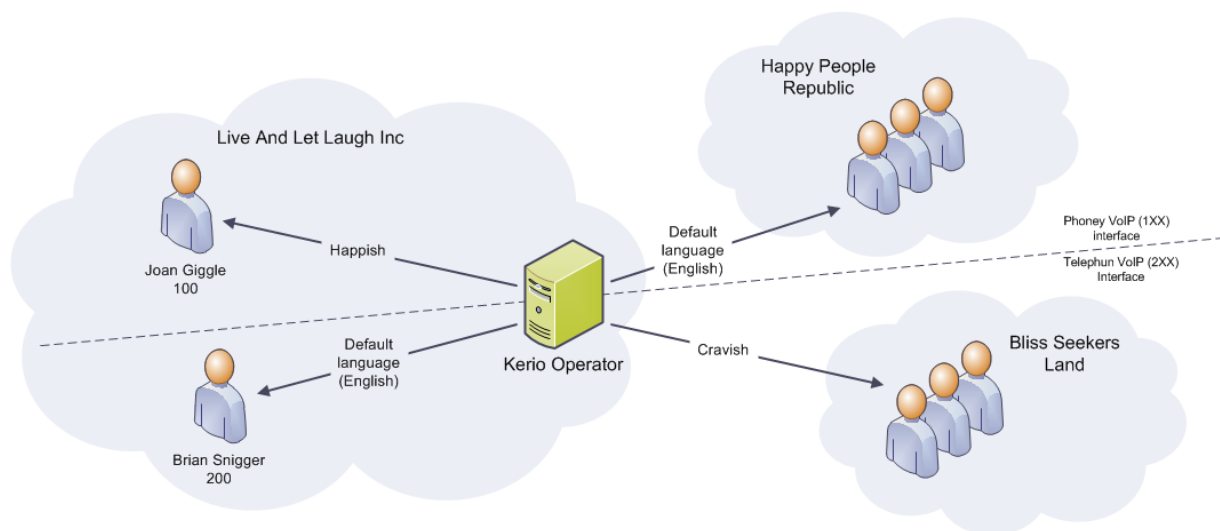 Happy People
Republic
Live And Let Laugh Inc
Phoney VoIP (1XX)
interface
Default
language
(English)
Happish
Joan Giggle
100
Telephun VoIP (2XX)
Interface
Default
language
(English)
Kerio Operator
Cravish
Bliss Seekers
Land
Brian Snigger
200